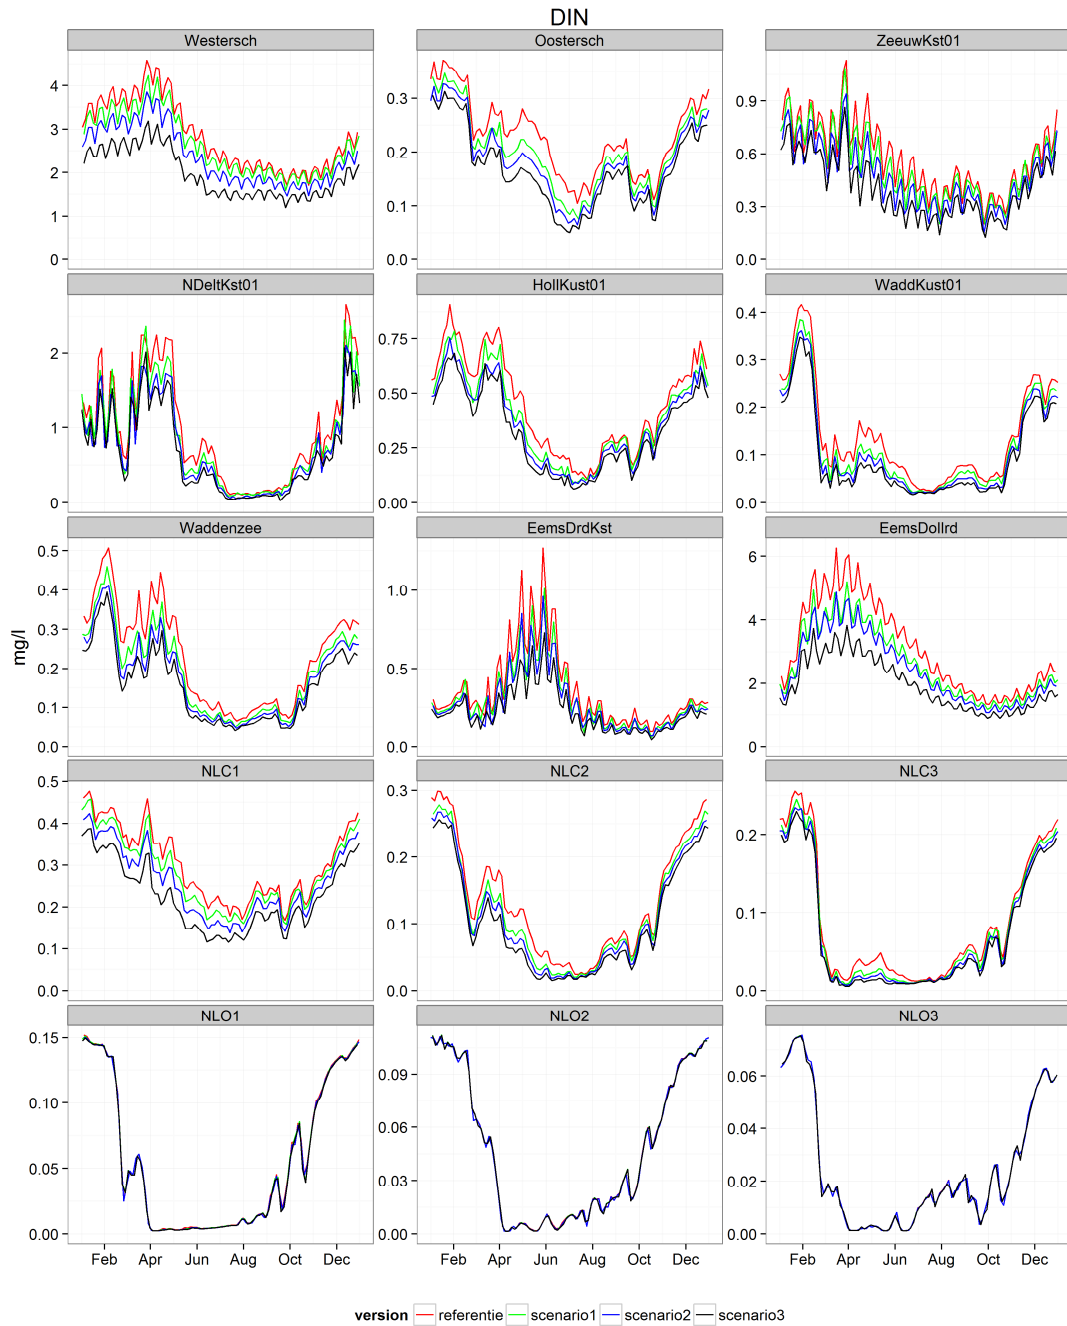 DIN
Westersch Oostersch ZeeuwKst01
4 3 2 1 0
0.3 0.2 0.1 0.0
0.9 0.6 0.3 0.0
NDeltKst01 HollKust01 WaddKust01
2 1 0
0.75 0.50 0.25 0.00
0.4 0.3 0.2 0.1 0.0
Waddenzee EemsDrdKst EemsDollrd
0.5 0.4 0.3 0.2 0.1 0.0
1.0 0.5 0.0
6 4 2 0
mg/l
NLC1 NLC2 NLC3
0.5 0.4 0.3 0.2 0.1 0.0
0.3 0.2 0.1 0.0
0.2 0.1 0.0
NLO1 NLO2 NLO3
0.15 0.10 0.05 0.00
0.09 0.06 0.03 0.00
0.06 0.04 0.02 0.00
Feb Apr Jun Aug Oct Dec Feb Apr Jun Aug Oct Dec Feb Apr Jun Aug Oct Dec
version referentie scenario1 scenario2 scenario3